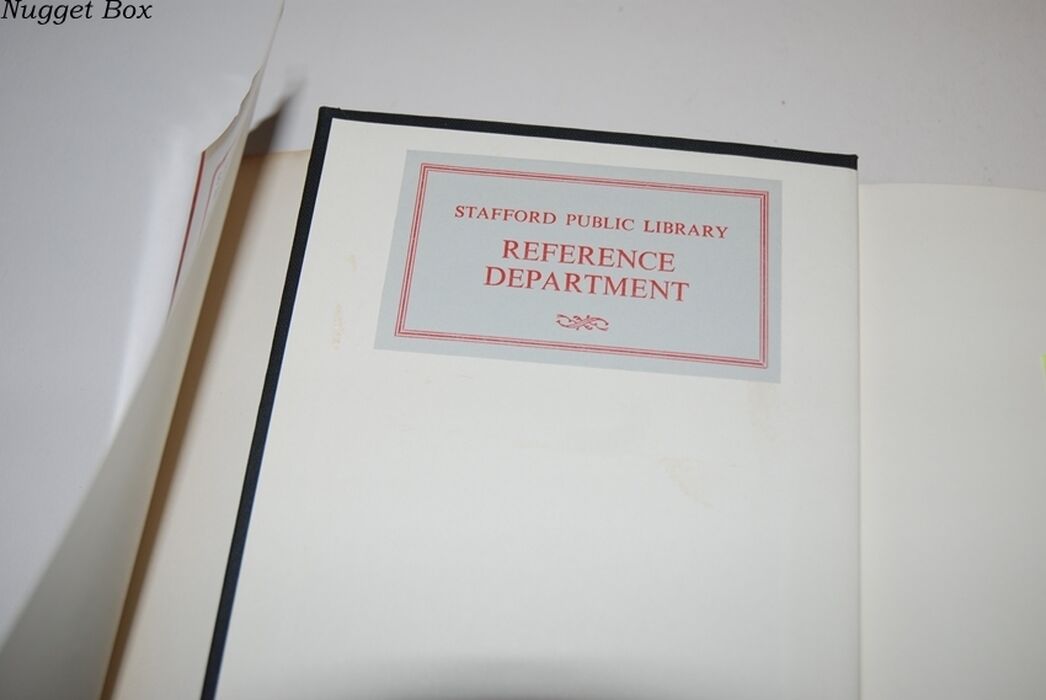 Nugget Box
STAFFORD PUBLIC LIBRARY
REFERENCE
DEPARTMENT